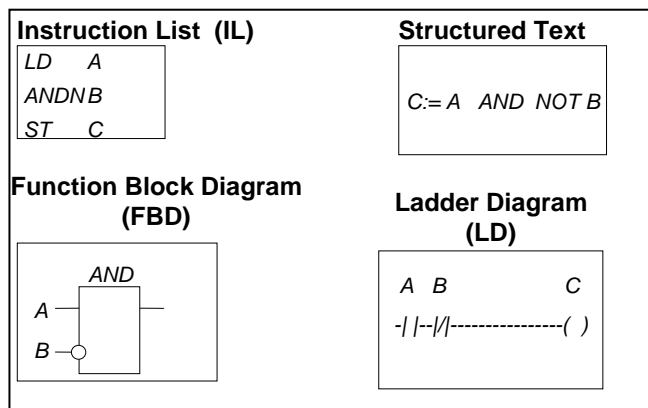 Instruction List (IL)
LD A
ANDN B
ST C
Structured Text
C:= A AND NOT B
Function Block Diagram
(FBD)
AND
A
B
Ladder Diagram
(LD)
A B C
-| |--|/|----------------( )